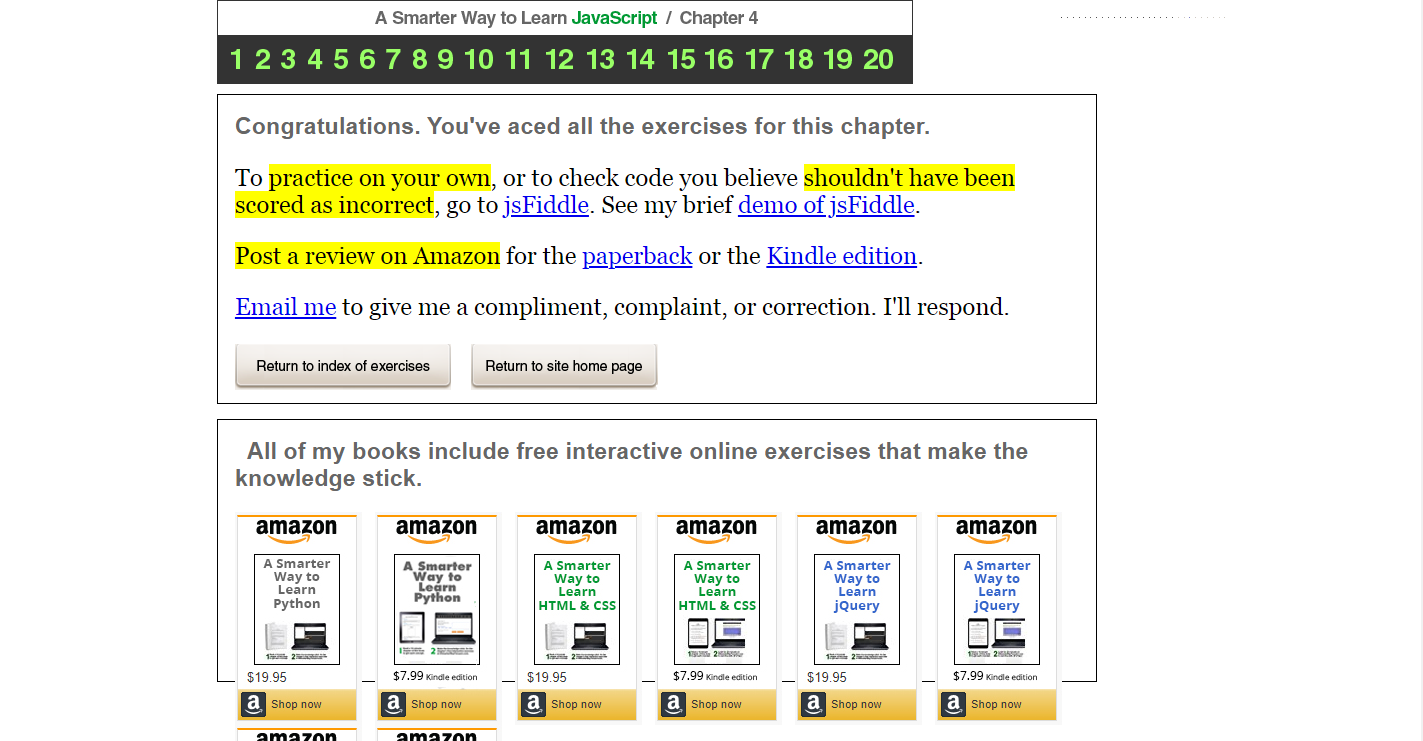 A Smarter Way to Learn JavaScript / Chapter 4
1 2 3 4 5 6 7 8 9 10 11 12 13 14 15 16 17 18 19 20
Congratulations. You've aced all the exercises for this chapter.
To practice on your own, or to check code you believe shouldn't have been
scored as incorrect, go to jsFiddle. See my brief demo of jsFiddle.
Post a review on Amazon for the paperback or the Kindle edition.
Email me to give me a compliment, complaint, or correction. I'll respond.
Return to index of exercises Return to site home page
All of my books include free interactive online exercises that make the
knowledge stick.
amazon amazon amazon amazon amazon amazon
A Smarter A Smarter A Smarter A Smarter A Smarter A Smarter
Way to Way to Way to Way to Way to Way to
Learn Learn Learn Learn Learn Learn
Python Python HTML & CSS HTML & CSS jQuery jQuery
$19.95 $7.99 Kindle edition $19.95 $7.99 Kindle edition $19.95 $7.99 Kindle edition
a Shop now a Shop now a Shop now a Shop now a Shop now a Shop now
amazon amazon